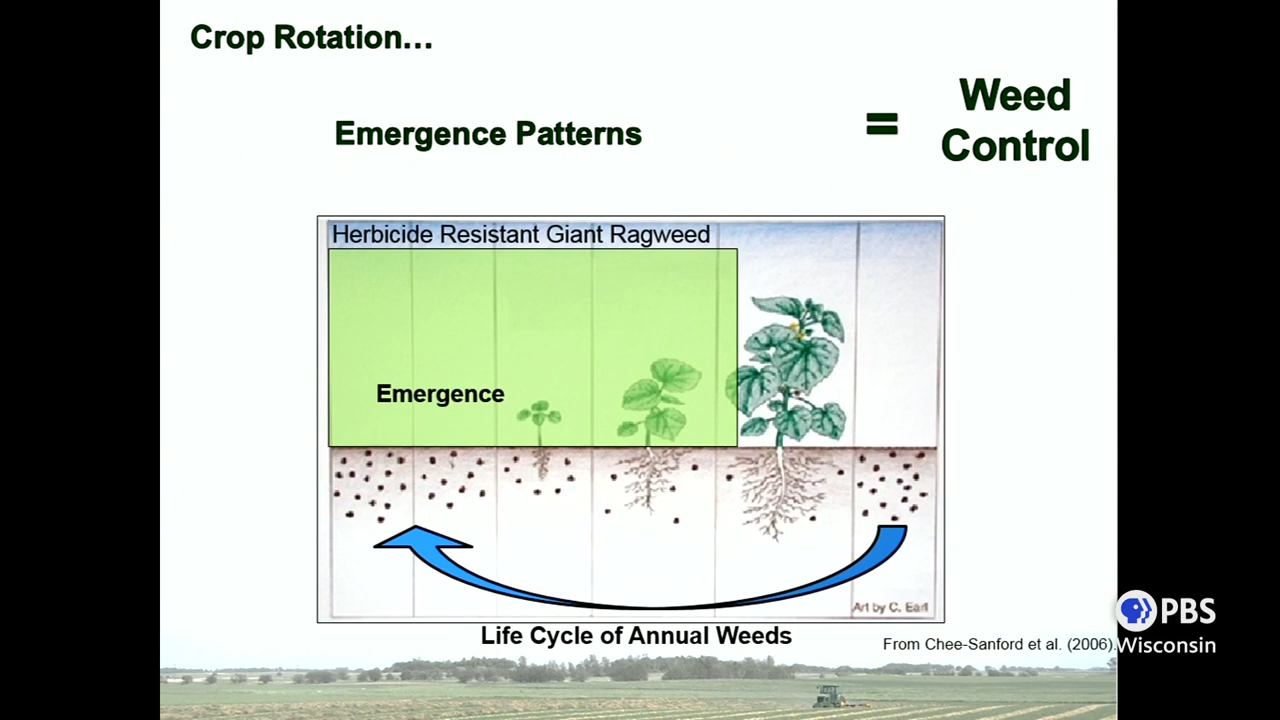 Crop Rotation...
Emergence Patterns
=
Weed
Control
Herbicide Resistant Giant Ragweed
Emergence
Art by C. Earl
Life Cycle of Annual Weeds
From Chee-Sanford et al. (2006).
PBS
Wisconsin